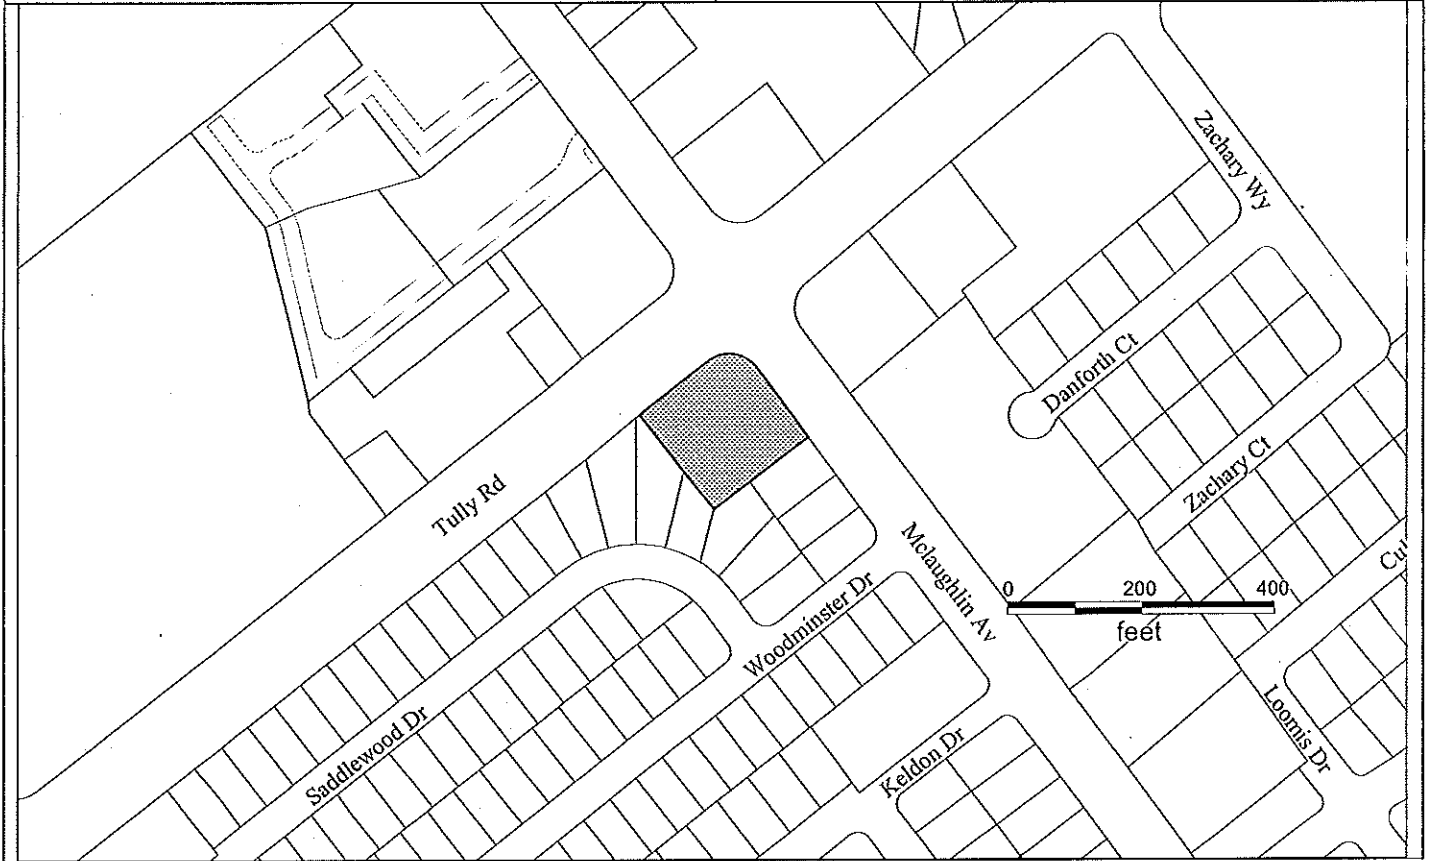 Zachary Wy
Danforth Ct
Zachary Ct
Tully Rd
Mclaughlin Av
Woodminster Dr
0 200 400
feet
Saddlewood Dr
Keldon Dr
Loomis Dr